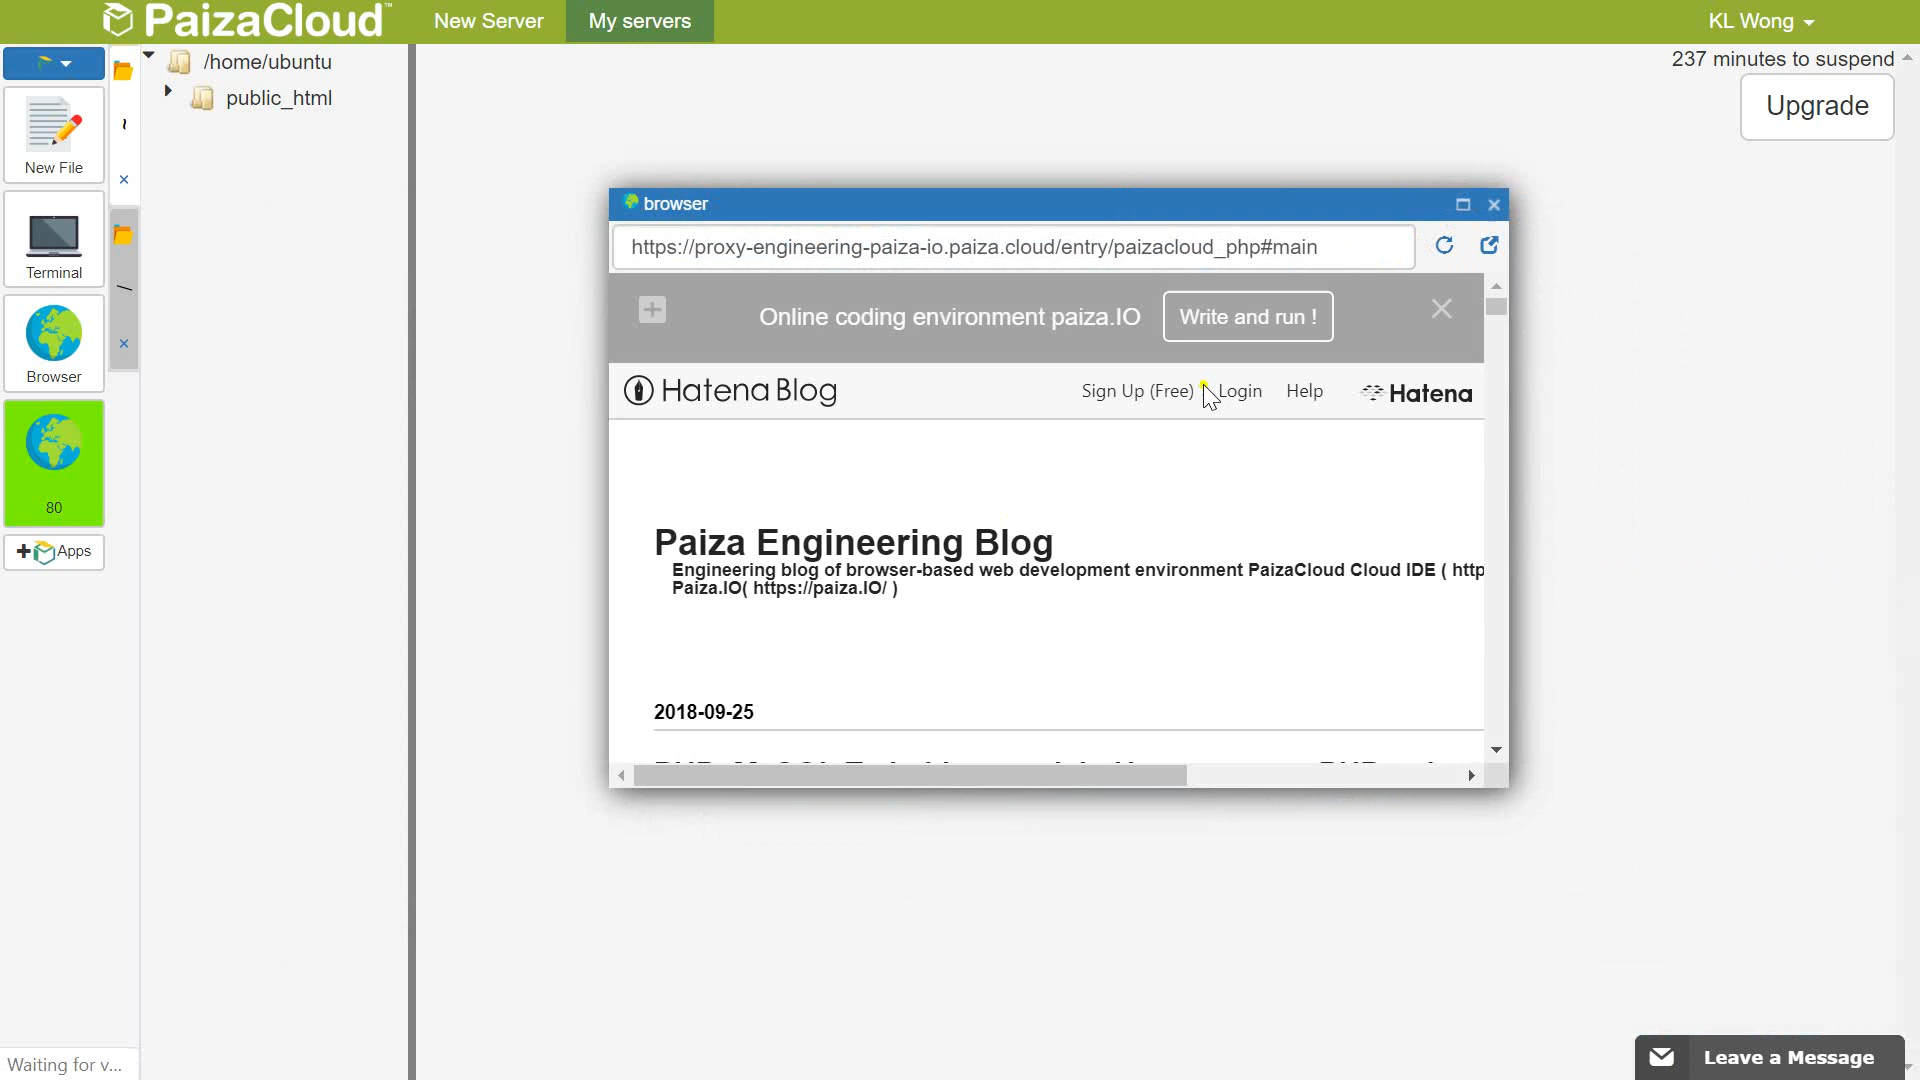 PaizaCloud™
New Server
My servers
KL Wong
237 minutes to suspend
Upgrade
/home/ubuntu
public_html
New File
Terminal
Browser
80
Apps
~
/
browser
https://proxy-engineering-paiza-io.paiza.cloud/entry/paizacloud_php#main
Online coding environment paiza.IO
Write and run !
Hatena Blog
Sign Up (Free)
Login
Help
Hatena
Paiza Engineering Blog
Engineering blog of browser-based web development environment PaizaCloud Cloud IDE ( http
Paiza.IO( https://paiza.IO/ )
2018-09-25
Waiting for v...
Leave a Message